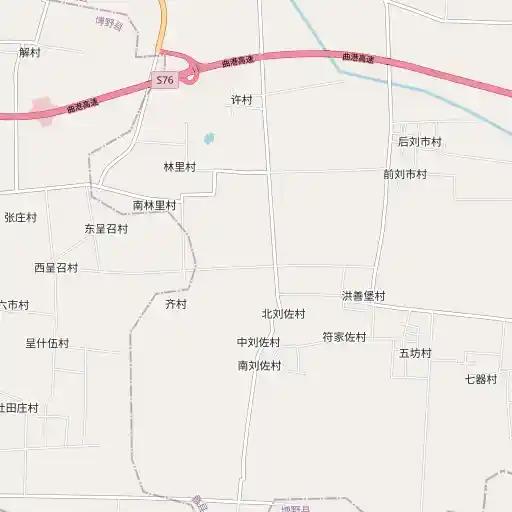 博野县
解村
曲港高速
曲港高速
S76
曲港高速
许村
后刘市村
林里村
前刘市村
南林里村
张庄村
东呈召村
西呈召村
洪善堡村
六市村
齐村
北刘佐村
呈什伍村
中刘佐村
符家佐村
五坊村
南刘佐村
七器村
社田庄村
蠡县
博野县